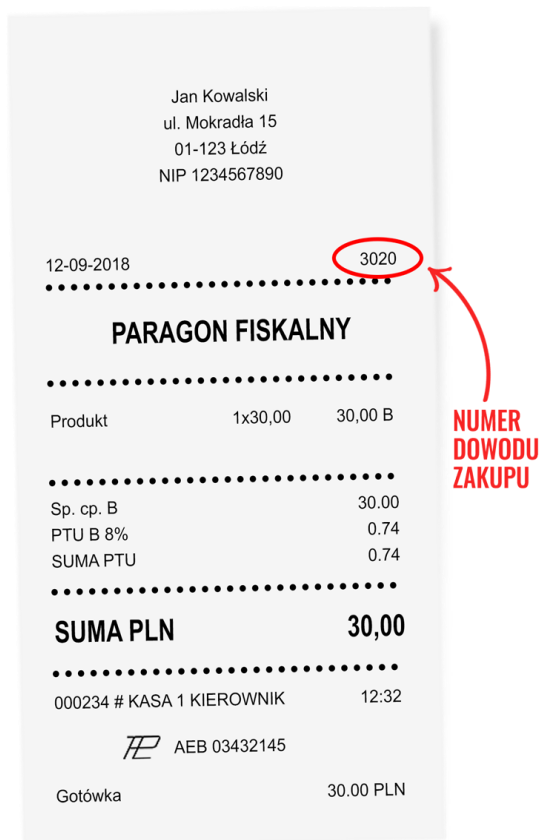 Jan Kowalski
ul. Mokradła 15
01-123 Łódź
NIP 1234567890
12-09-2018 3020
PARAGON FISKALNY
Produkt 1x30,00 30,00 B
NUMER
DOWODU
ZAKUPU
Sp. cp. B 30.00
PTU B 8% 0.74
SUMA PTU 0.74
SUMA PLN 30,00
000234 # KASA 1 KIEROWNIK 12:32
AEB 03432145
Gotówka 30.00 PLN